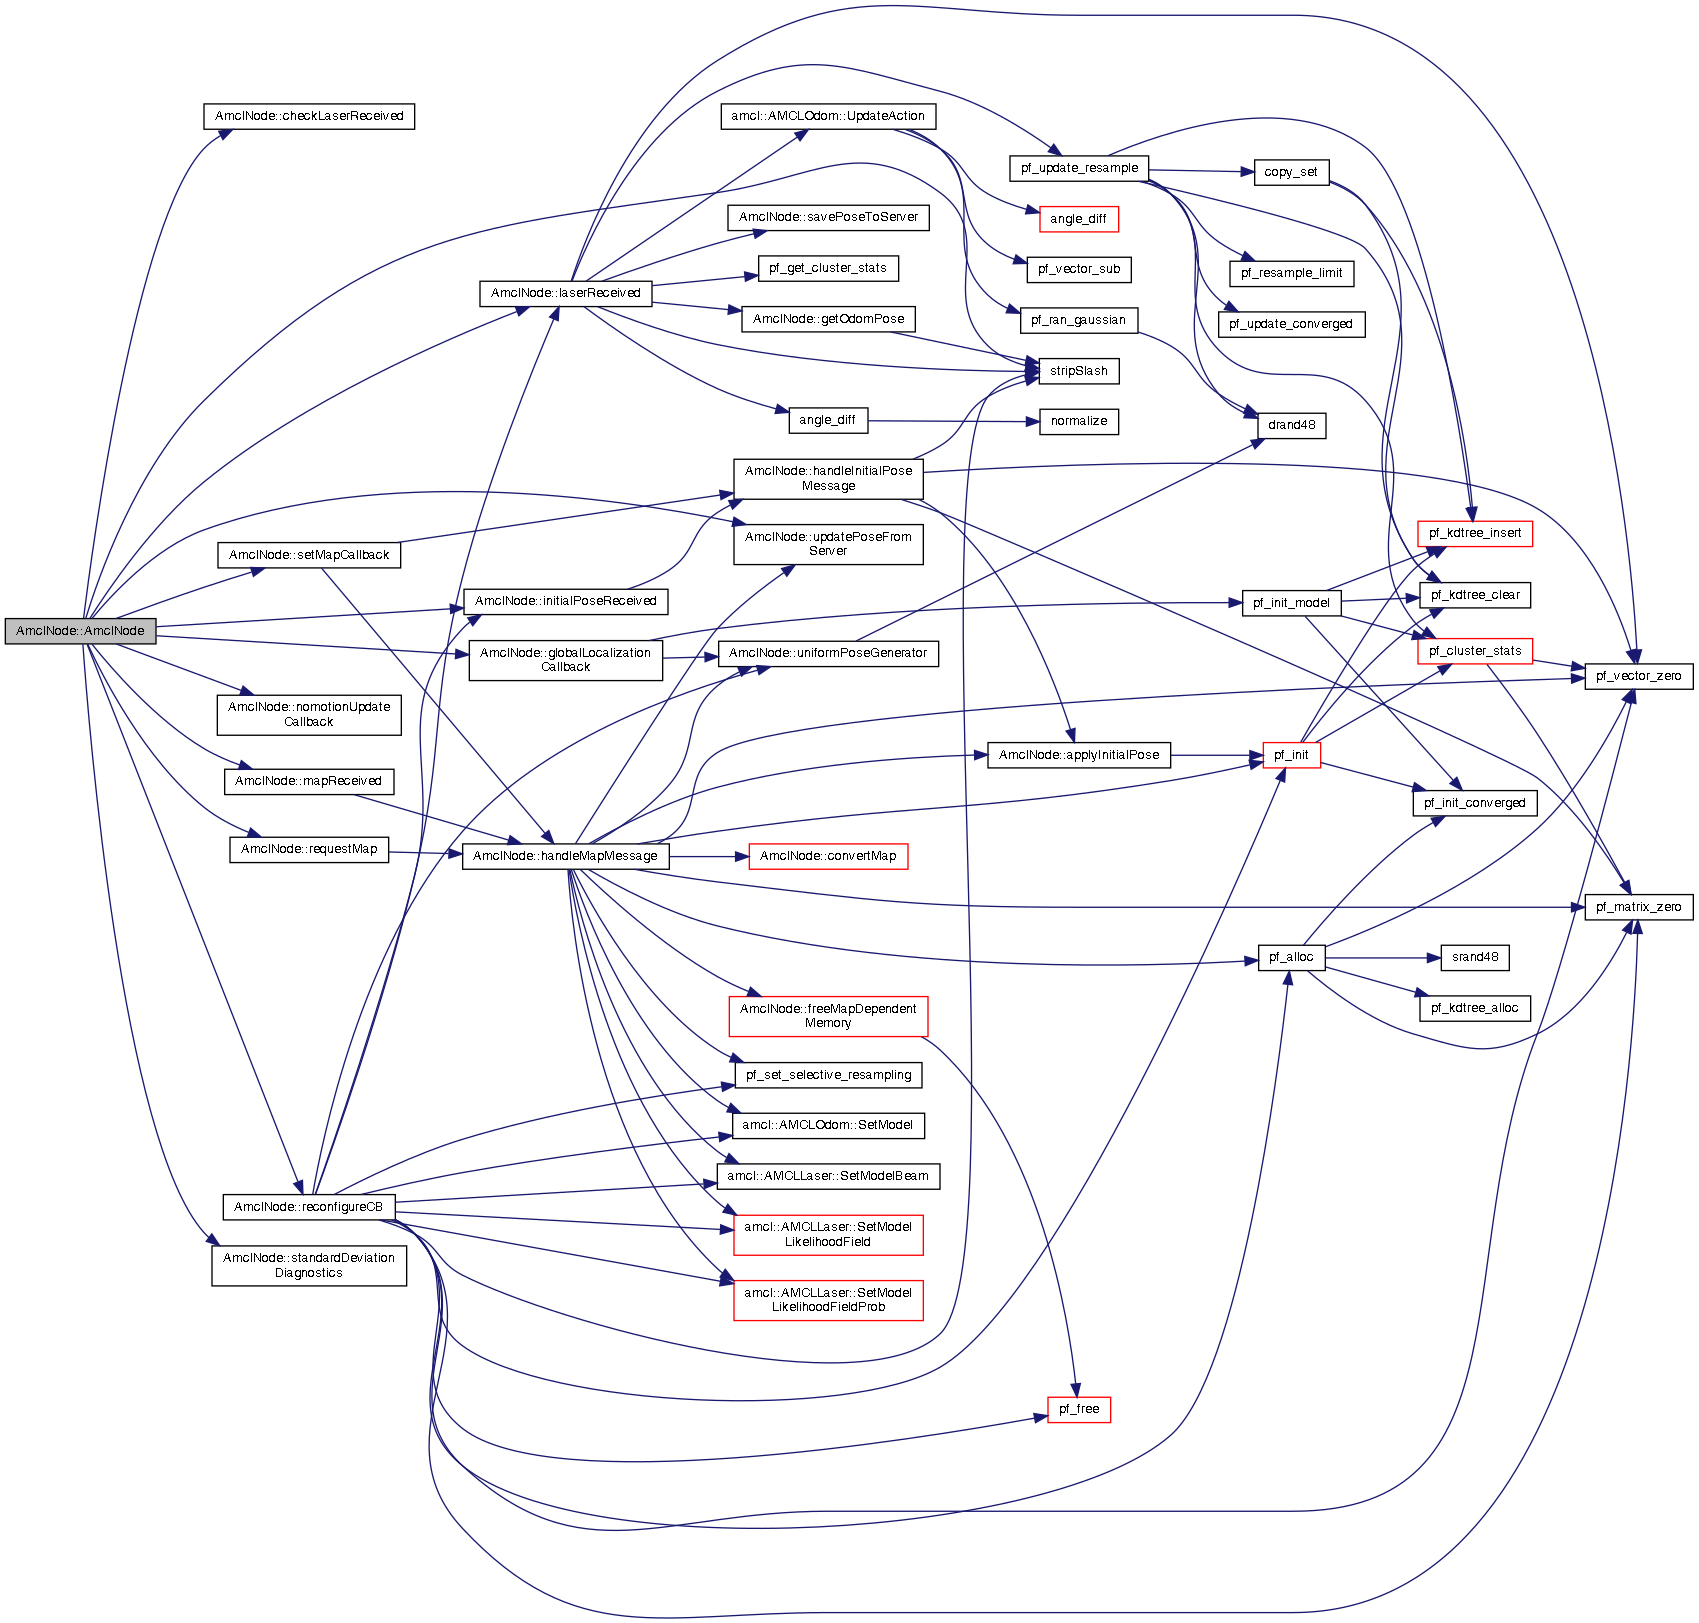 AmclNode::AmclNode
AmclNode::checkLaserReceived
AmclNode::setMapCallback
AmclNode::nomotionUpdate
Callback
AmclNode::mapReceived
AmclNode::requestMap
AmclNode::reconfigureCB
AmclNode::standardDeviation
Diagnostics
AmclNode::laserReceived
AmclNode::initialPoseReceived
AmclNode::globalLocalization
Callback
AmclNode::handleMapMessage
amcl::AMCLOdom::UpdateAction
AmclNode::savePoseToServer
pf_get_cluster_stats
AmclNode::getOdomPose
angle_diff
AmclNode::handleInitialPose
Message
AmclNode::updatePoseFrom
Server
AmclNode::uniformPoseGenerator
AmclNode::convertMap
AmclNode::freeMapDependent
Memory
pf_set_selective_resampling
amcl::AMCLOdom::SetModel
amcl::AMCLLaser::SetModelBeam
amcl::AMCLLaser::SetModel
LikelihoodField
amcl::AMCLLaser::SetModel
LikelihoodFieldProb
pf_update_resample
angle_diff
pf_vector_sub
pf_ran_gaussian
stripSlash
normalize
AmclNode::applyInitialPose
pf_free
copy_set
pf_resample_limit
pf_update_converged
drand48
pf_init_model
pf_init
pf_alloc
pf_kdtree_insert
pf_kdtree_clear
pf_cluster_stats
pf_init_converged
srand48
pf_kdtree_alloc
pf_vector_zero
pf_matrix_zero